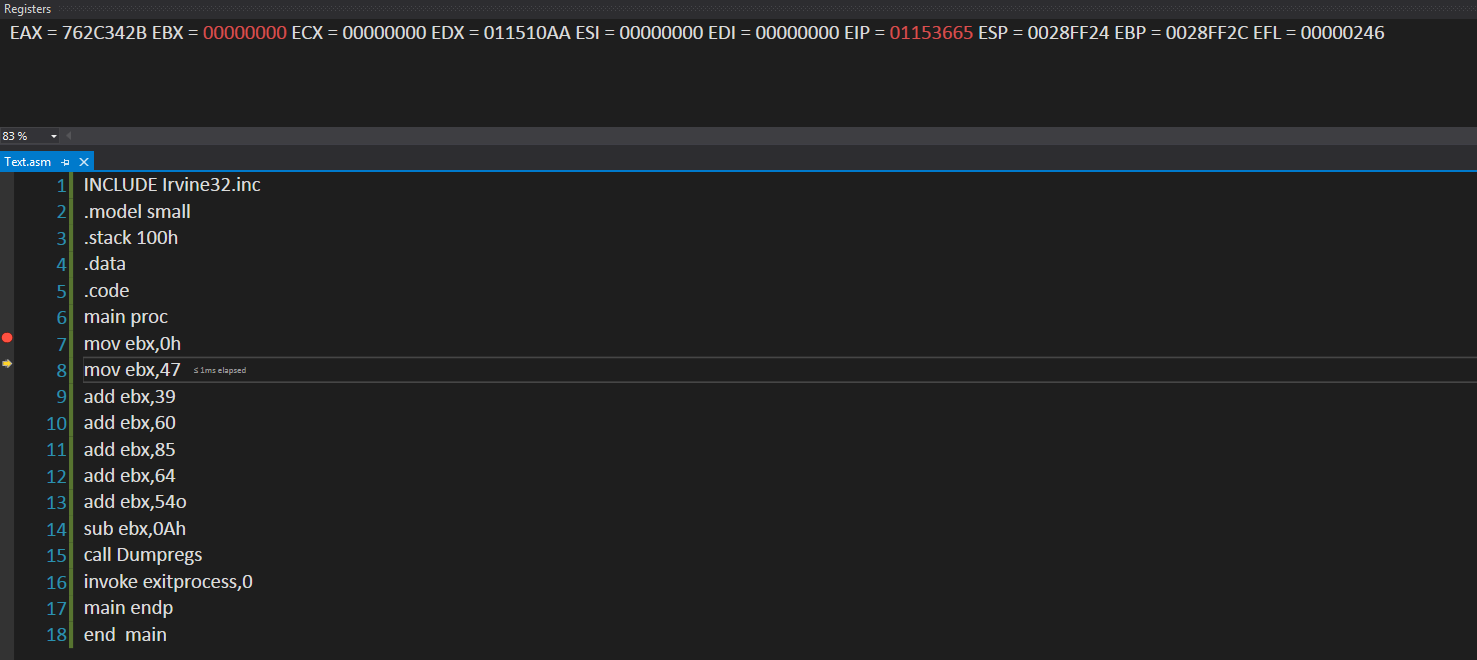 Registers
EAX = 762C342B EBX = 00000000 ECX = 00000000 EDX = 011510AA ESI = 00000000 EDI = 00000000 EIP = 01153665 ESP = 0028FF24 EBP = 0028FF2C EFL = 00000246
83 %
Text.asm
1 INCLUDE Irvine32.inc
2 .model small
3 .stack 100h
4 .data
5 .code
6 main proc
7 mov ebx,0h
8 mov ebx,47 ≤ 1ms elapsed
9 add ebx,39
10 add ebx,60
11 add ebx,85
12 add ebx,64
13 add ebx,54o
14 sub ebx,0Ah
15 call Dumpregs
16 invoke exitprocess,0
17 main endp
18 end  main